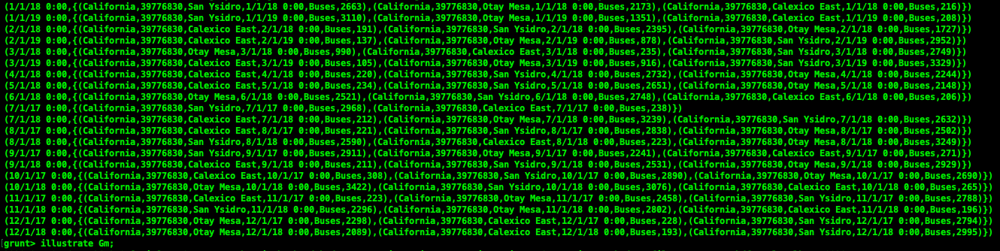 (1/1/18 0:00,{(California,39776830,San Ysidro,1/1/18 0:00,Buses,2663),(California,39776830,Otay Mesa,1/1/18 0:00,Buses,2173),(California,39776830,Calexico East,1/1/18 0:00,Buses,216)})
(1/1/19 0:00,{(California,39776830,San Ysidro,1/1/19 0:00,Buses,3110),(California,39776830,Otay Mesa,1/1/19 0:00,Buses,1351),(California,39776830,Calexico East,1/1/19 0:00,Buses,208)})
(2/1/18 0:00,{(California,39776830,Calexico East,2/1/18 0:00,Buses,191),(California,39776830,San Ysidro,2/1/18 0:00,Buses,2395),(California,39776830,Otay Mesa,2/1/18 0:00,Buses,1727)})
(2/1/19 0:00,{(California,39776830,Calexico East,2/1/19 0:00,Buses,137),(California,39776830,Otay Mesa,2/1/19 0:00,Buses,878),(California,39776830,San Ysidro,2/1/19 0:00,Buses,2952)})
(3/1/18 0:00,{(California,39776830,Otay Mesa,3/1/18 0:00,Buses,990),(California,39776830,Calexico East,3/1/18 0:00,Buses,235),(California,39776830,San Ysidro,3/1/18 0:00,Buses,2749)})
(3/1/19 0:00,{(California,39776830,Calexico East,3/1/19 0:00,Buses,105),(California,39776830,Otay Mesa,3/1/19 0:00,Buses,916),(California,39776830,San Ysidro,3/1/19 0:00,Buses,3329)})
(4/1/18 0:00,{(California,39776830,Calexico East,4/1/18 0:00,Buses,220),(California,39776830,San Ysidro,4/1/18 0:00,Buses,2732),(California,39776830,Otay Mesa,4/1/18 0:00,Buses,2244)})
(5/1/18 0:00,{(California,39776830,Calexico East,5/1/18 0:00,Buses,234),(California,39776830,San Ysidro,5/1/18 0:00,Buses,2651),(California,39776830,Otay Mesa,5/1/18 0:00,Buses,2148)})
(6/1/18 0:00,{(California,39776830,Otay Mesa,6/1/18 0:00,Buses,2521),(California,39776830,San Ysidro,6/1/18 0:00,Buses,2748),(California,39776830,Calexico East,6/1/18 0:00,Buses,206)})
(7/1/17 0:00,{(California,39776830,San Ysidro,7/1/17 0:00,Buses,2968),(California,39776830,Calexico East,7/1/17 0:00,Buses,238)})
(7/1/18 0:00,{(California,39776830,Calexico East,7/1/18 0:00,Buses,212),(California,39776830,Otay Mesa,7/1/18 0:00,Buses,3239),(California,39776830,San Ysidro,7/1/18 0:00,Buses,2632)})
(8/1/17 0:00,{(California,39776830,Calexico East,8/1/17 0:00,Buses,221),(California,39776830,San Ysidro,8/1/17 0:00,Buses,2838),(California,39776830,Otay Mesa,8/1/17 0:00,Buses,2502)})
(8/1/18 0:00,{(California,39776830,San Ysidro,8/1/18 0:00,Buses,2590),(California,39776830,Calexico East,8/1/18 0:00,Buses,223),(California,39776830,Otay Mesa,8/1/18 0:00,Buses,3249)})
(9/1/17 0:00,{(California,39776830,San Ysidro,9/1/17 0:00,Buses,2911),(California,39776830,Otay Mesa,9/1/17 0:00,Buses,2241),(California,39776830,Calexico East,9/1/17 0:00,Buses,271)})
(9/1/18 0:00,{(California,39776830,Calexico East,9/1/18 0:00,Buses,211),(California,39776830,San Ysidro,9/1/18 0:00,Buses,2531),(California,39776830,Otay Mesa,9/1/18 0:00,Buses,2929)})
(10/1/17 0:00,{(California,39776830,Calexico East,10/1/17 0:00,Buses,308),(California,39776830,San Ysidro,10/1/17 0:00,Buses,2890),(California,39776830,Otay Mesa,10/1/17 0:00,Buses,2690)})
(10/1/18 0:00,{(California,39776830,Otay Mesa,10/1/18 0:00,Buses,3422),(California,39776830,San Ysidro,10/1/18 0:00,Buses,3076),(California,39776830,Calexico East,10/1/18 0:00,Buses,265)})
(11/1/17 0:00,{(California,39776830,Calexico East,11/1/17 0:00,Buses,223),(California,39776830,Otay Mesa,11/1/17 0:00,Buses,2458),(California,39776830,San Ysidro,11/1/17 0:00,Buses,2788)})
(11/1/18 0:00,{(California,39776830,San Ysidro,11/1/18 0:00,Buses,2296),(California,39776830,Otay Mesa,11/1/18 0:00,Buses,2802),(California,39776830,Calexico East,11/1/18 0:00,Buses,196)})
(12/1/17 0:00,{(California,39776830,Otay Mesa,12/1/17 0:00,Buses,2298),(California,39776830,Calexico East,12/1/17 0:00,Buses,228),(California,39776830,San Ysidro,12/1/17 0:00,Buses,2794)})
(12/1/18 0:00,{(California,39776830,Otay Mesa,12/1/18 0:00,Buses,2089),(California,39776830,Calexico East,12/1/18 0:00,Buses,193),(California,39776830,San Ysidro,12/1/18 0:00,Buses,2995)})
grunt> illustrate Gm;